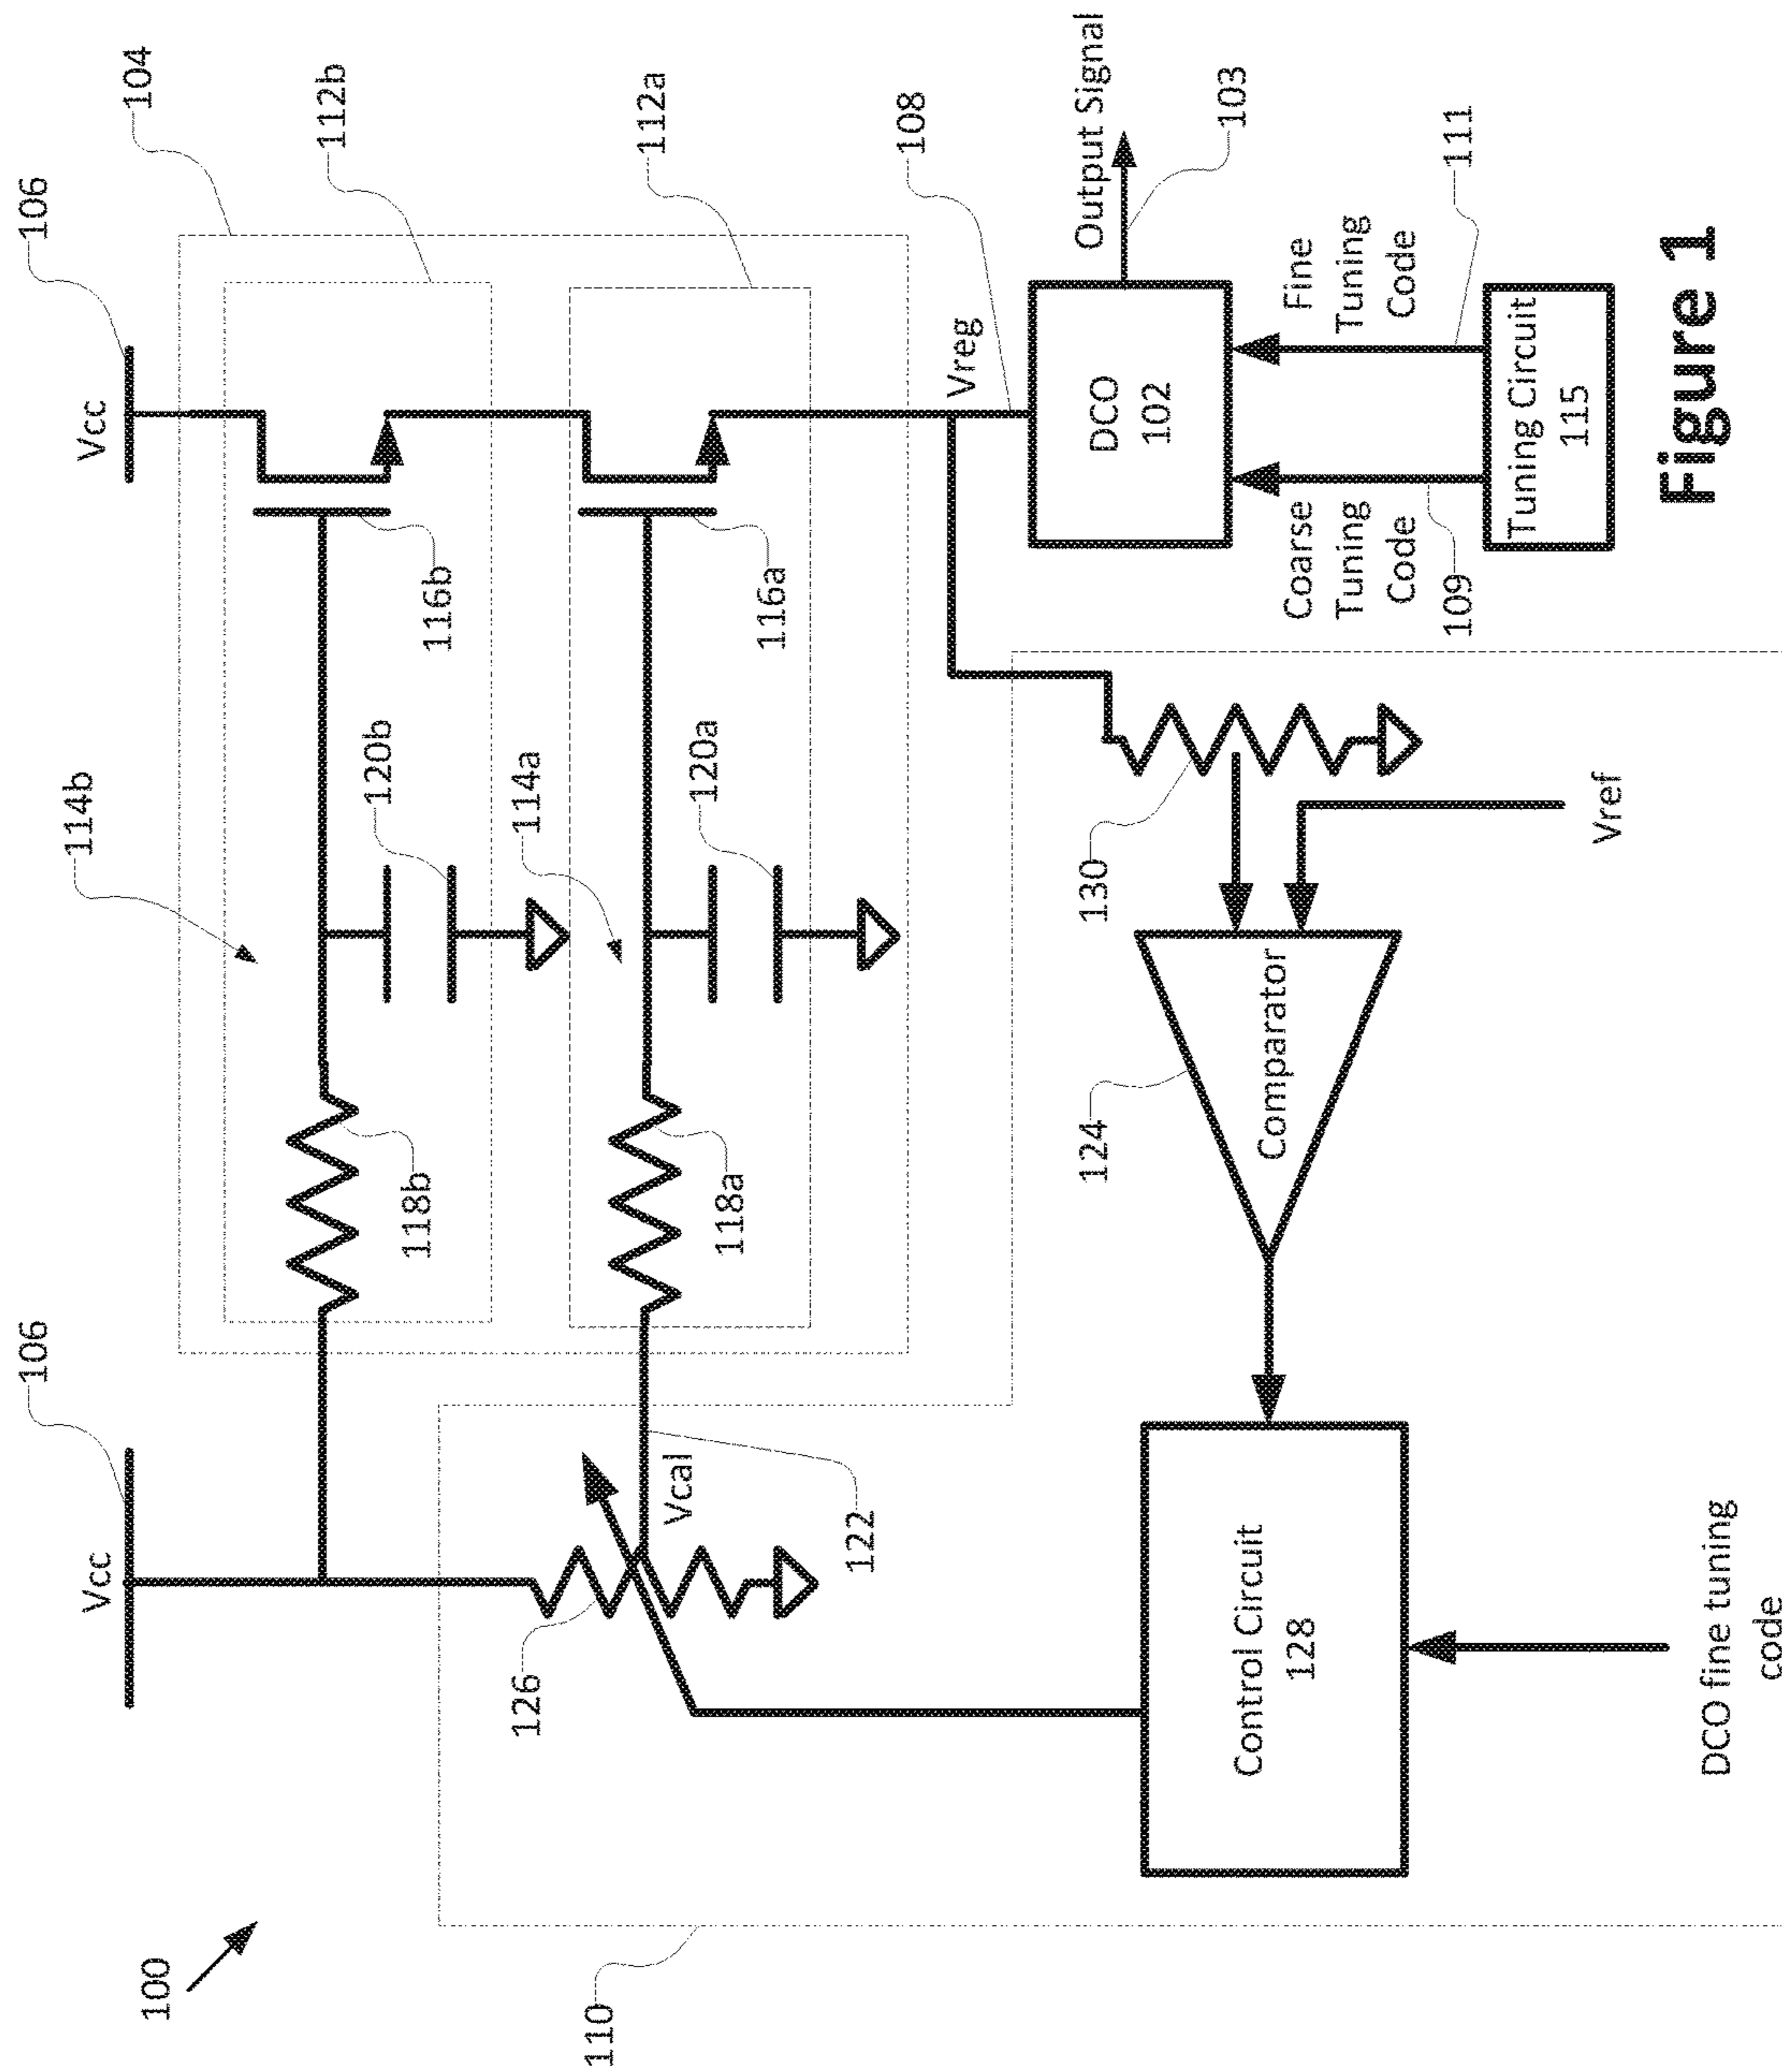 100
Vcc
106
Vcc
106
104
112b
112a
114b
118b
120b
116b
114a
118a
120a
116a
126
Vcal
122
110
Vreg
108
DCO
102
Output Signal
103
Coarse
Tuning
Code
109
Fine
Tuning
Code
111
Tuning Circuit
115
130
Vref
124
Comparator
Control Circuit
128
DCO fine tuning
code
Figure 1